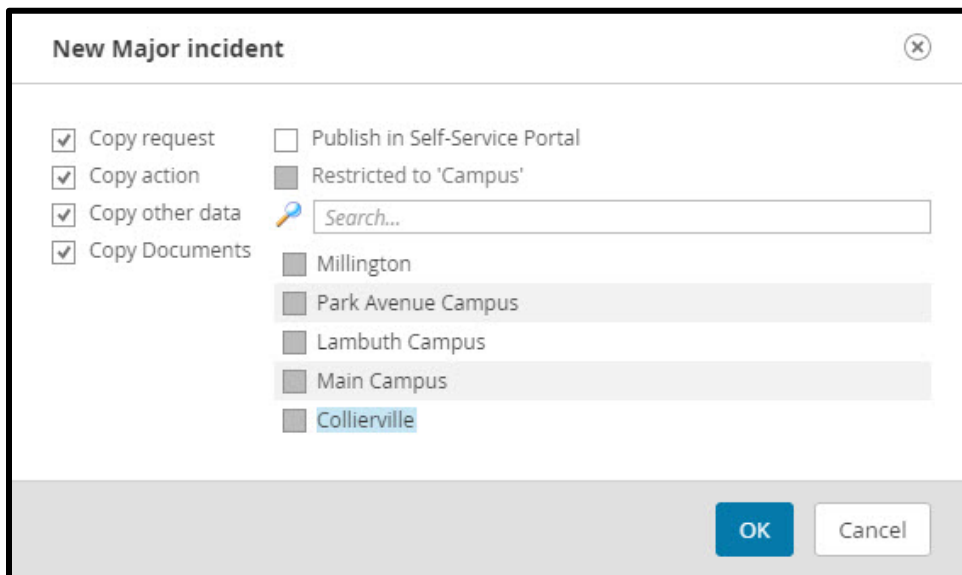 New Major incident
Copy request
Copy action
Copy other data
Copy Documents
Publish in Self-Service Portal
Restricted to 'Campus'
Search...
Millington
Park Avenue Campus
Lambuth Campus
Main Campus
Collierville
OK
Cancel